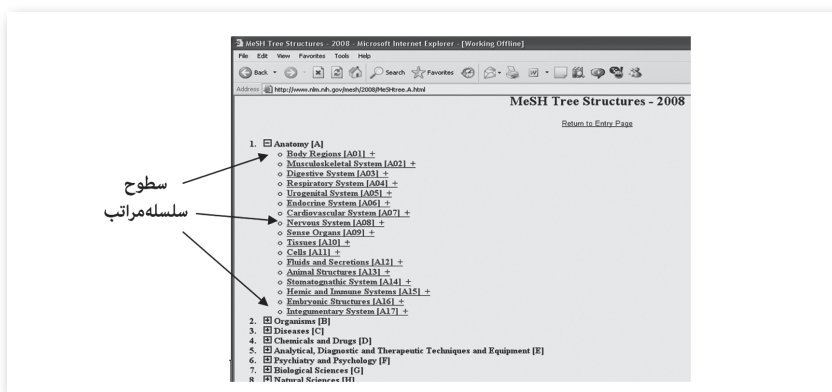 MeSH Tree Structures - 2008 - Microsoft Internet Explorer - [Working Offline]
File Edit View Favorites Tools Help
Back Search Favorites
Address http://www.nlm.nih.gov/mesh/2008/MeSHtree.A.html
MeSH Tree Structures - 2008
Return to Entry Page
1. Anatomy [A]
Body Regions [A01] +
Musculoskeletal System [A02] +
Digestive System [A03] +
Respiratory System [A04] +
Urogenital System [A05] +
Endocrine System [A06] +
Cardiovascular System [A07] +
Nervous System [A08] +
Sense Organs [A09] +
Tissues [A10] +
Cells [A11] +
Fluids and Secretions [A12] +
Animal Structures [A13] +
Stomatognathic System [A14] +
Hemic and Immune Systems [A15] +
Embryonic Structures [A16] +
Integumentary System [A17] +
2. Organisms [B]
3. Diseases [C]
4. Chemicals and Drugs [D]
5. Analytical, Diagnostic and Therapeutic Techniques and Equipment [E]
6. Psychiatry and Psychology [F]
7. Biological Sciences [G]
8. Natural Sciences [H]
سطوح
سلسله‌مراتب